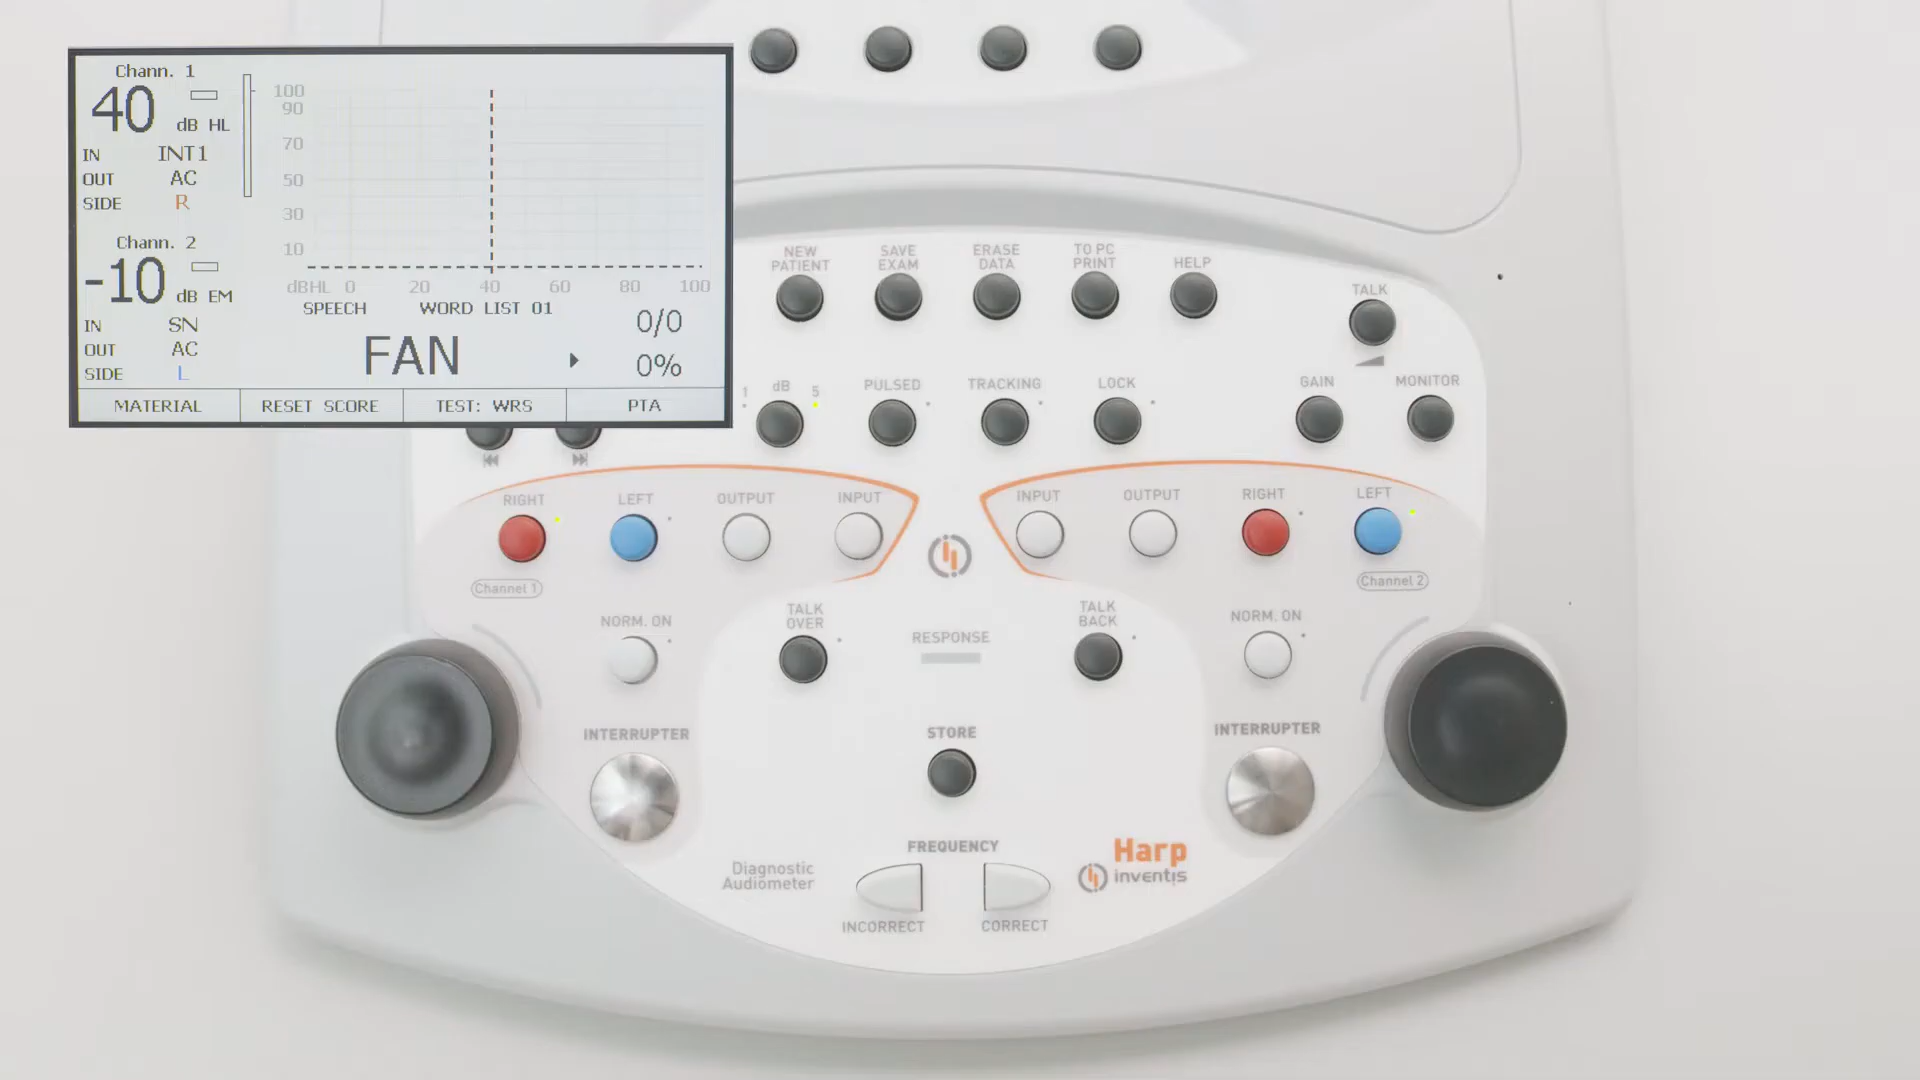 Chann. 1
40 dB HL
IN INT1
OUT AC
SIDE R
Chann. 2
-10 dB EM
IN SN
OUT AC
SIDE L
100
90
70
50
30
10
dBHL 0 20 40 60 80 100
SPEECH WORD LIST 01
0/0
FAN
0%
MATERIAL RESET SCORE TEST: WRS PTA
NEW PATIENT
SAVE EXAM
ERASE DATA
TO PC PRINT
HELP
TALK
1 dB 5
PULSED
TRACKING
LOCK
GAIN
MONITOR
RIGHT LEFT OUTPUT INPUT
INPUT OUTPUT RIGHT LEFT
Channel 1
Channel 2
NORM. ON
TALK OVER
RESPONSE
TALK BACK
NORM. ON
INTERRUPTER
STORE
INTERRUPTER
FREQUENCY
Diagnostic
Audiometer
Harp
inventis
INCORRECT
CORRECT